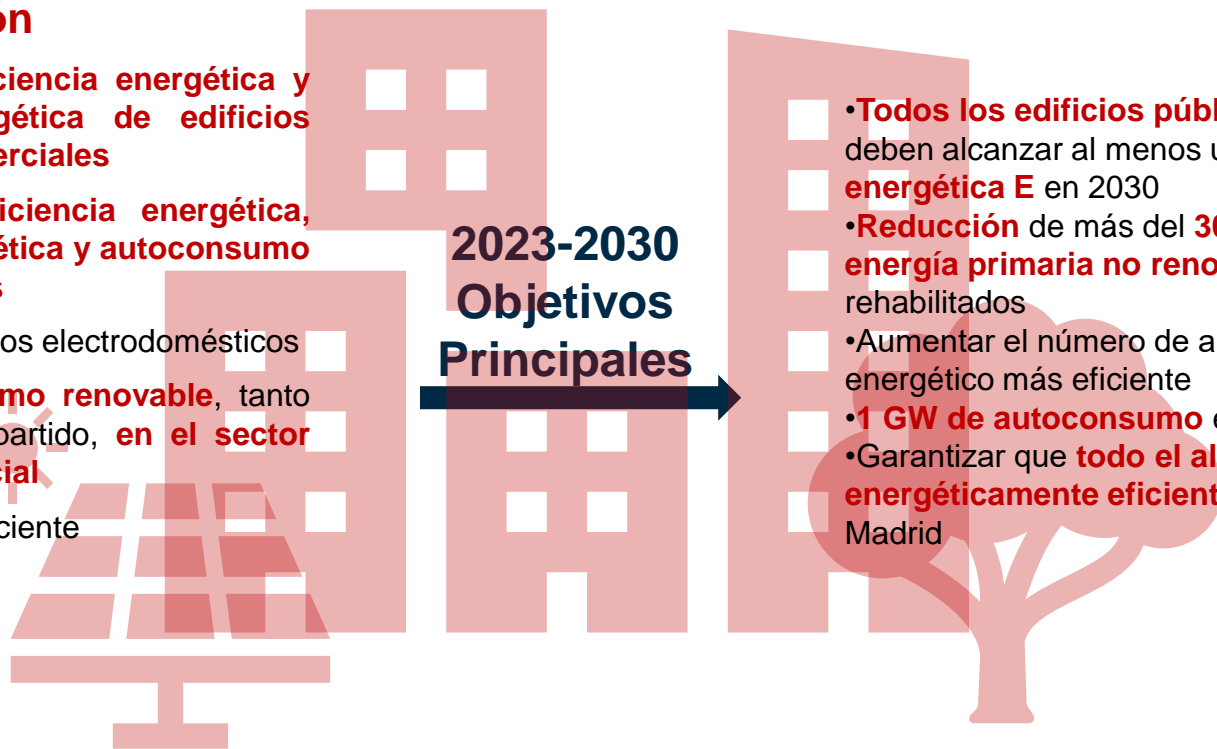 ón
ciencia energética y
gética de edificios
erciales
iciencia energética,
ética y autoconsumo
s
os electrodomésticos
mo renovable, tanto
partido, en el sector
cial
ciente
2023-2030
Objetivos
Principales
•Todos los edificios públ
deben alcanzar al menos u
energética E en 2030
•Reducción de más del 30
energía primaria no reno
rehabilitados
•Aumentar el número de a
energético más eficiente
•1 GW de autoconsumo e
•Garantizar que todo el al
energéticamente eficient
Madrid